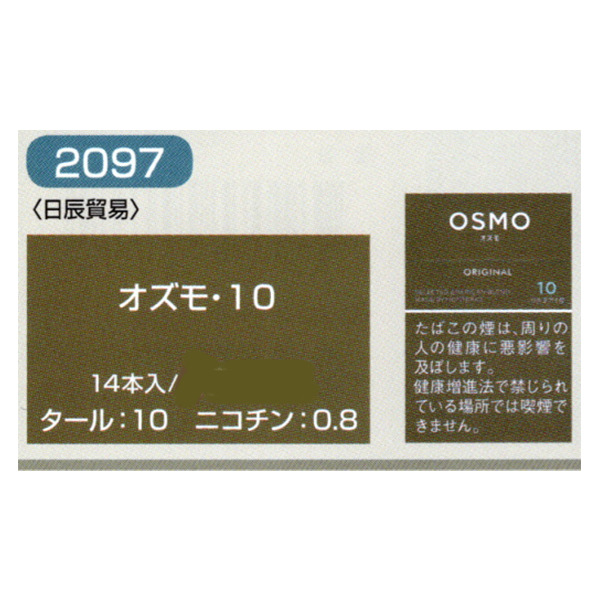 2097
〈日辰貿易〉
オズモ・10
14本入/
タール：10 ニコチン：0.8
OSMO
オズモ
ORIGINAL
10
たばこの煙は、周りの
人の健康に悪影響を
及ぼします。
健康増進法で禁じられ
ている場所では喫煙で
きません。